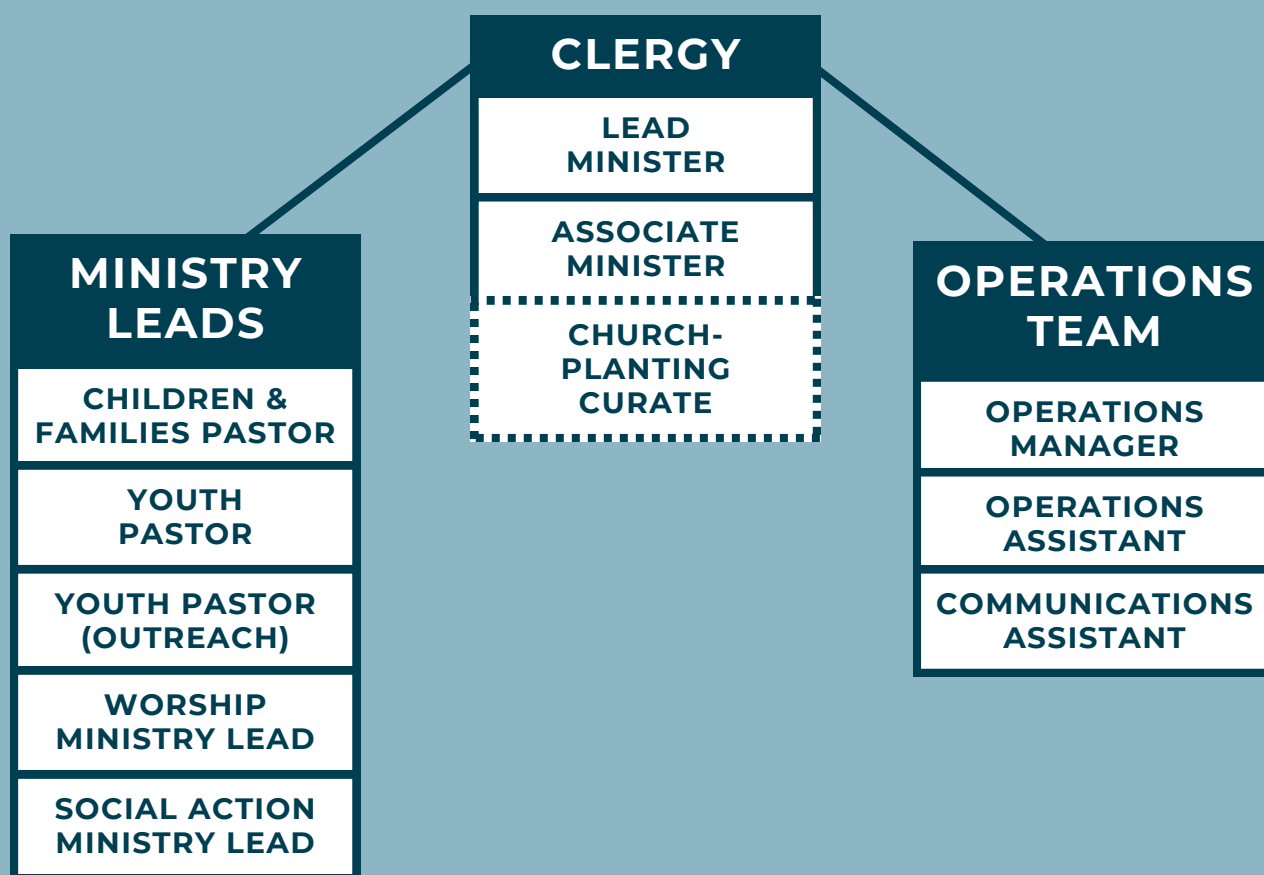 CLERGY
LEAD
MINISTER
ASSOCIATE
MINISTER
CHURCH-
PLANTING
CURATE
MINISTRY
LEADS
CHILDREN &
FAMILIES PASTOR
YOUTH
PASTOR
YOUTH PASTOR
(OUTREACH)
WORSHIP
MINISTRY LEAD
SOCIAL ACTION
MINISTRY LEAD
OPERATIONS
TEAM
OPERATIONS
MANAGER
OPERATIONS
ASSISTANT
COMMUNICATIONS
ASSISTANT